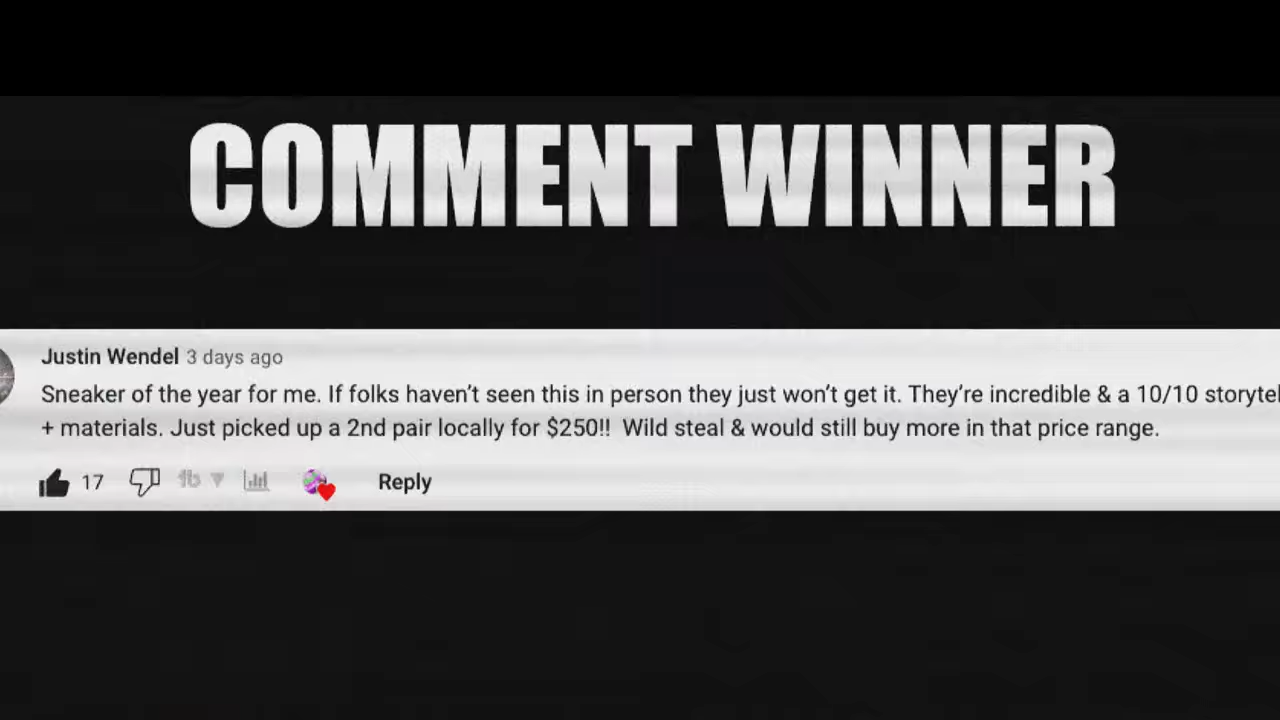 COMMENT WINNER
Justin Wendel 3 days ago
Sneaker of the year for me. If folks haven't seen this in person they just won't get it. They're incredible & a 10/10
+ materials. Just picked up a 2nd pair locally for $250!! Wild steal & would still buy more in that price range.
17
Reply